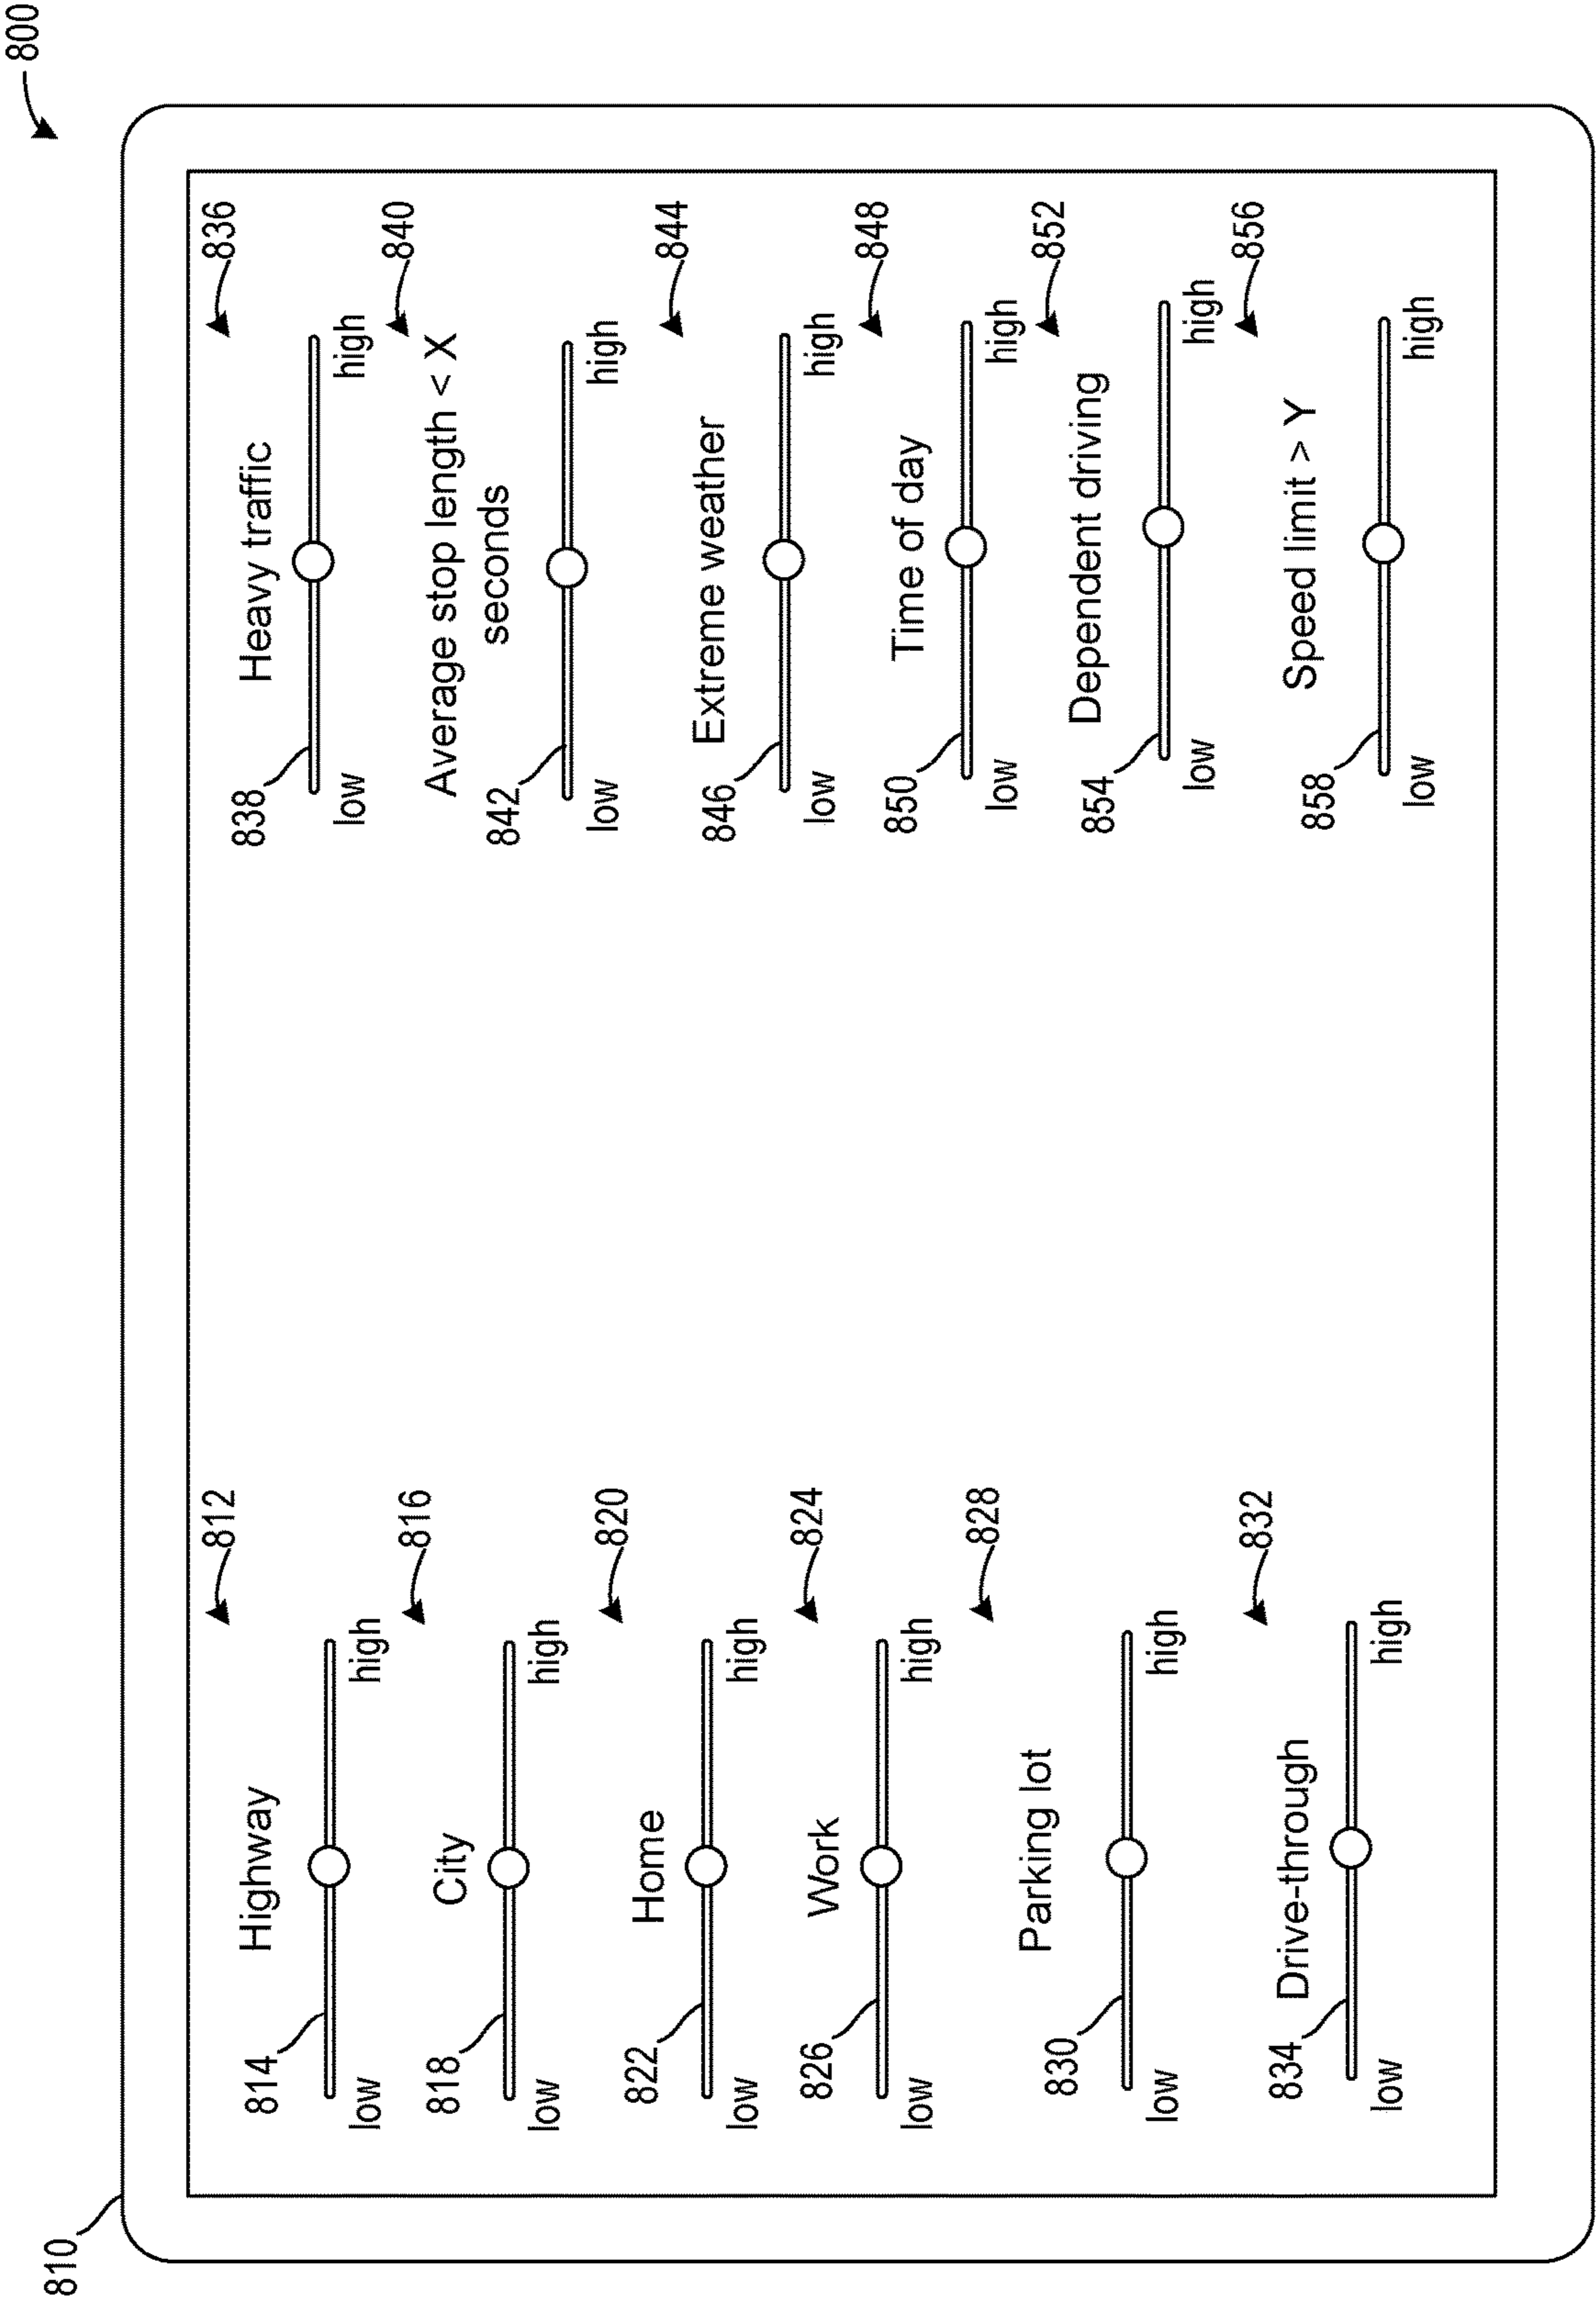 800
810
812
Highway
814
low
high
816
City
818
low
high
820
Home
822
low
high
824
Work
826
low
high
828
Parking lot
830
low
high
832
Drive-through
834
low
high
836
Heavy traffic
838
low
high
840
Average stop length < X
seconds
842
low
high
844
Extreme weather
846
low
high
848
Time of day
850
low
high
852
Dependent driving
854
low
high
856
Speed limit > Y
858
low
high